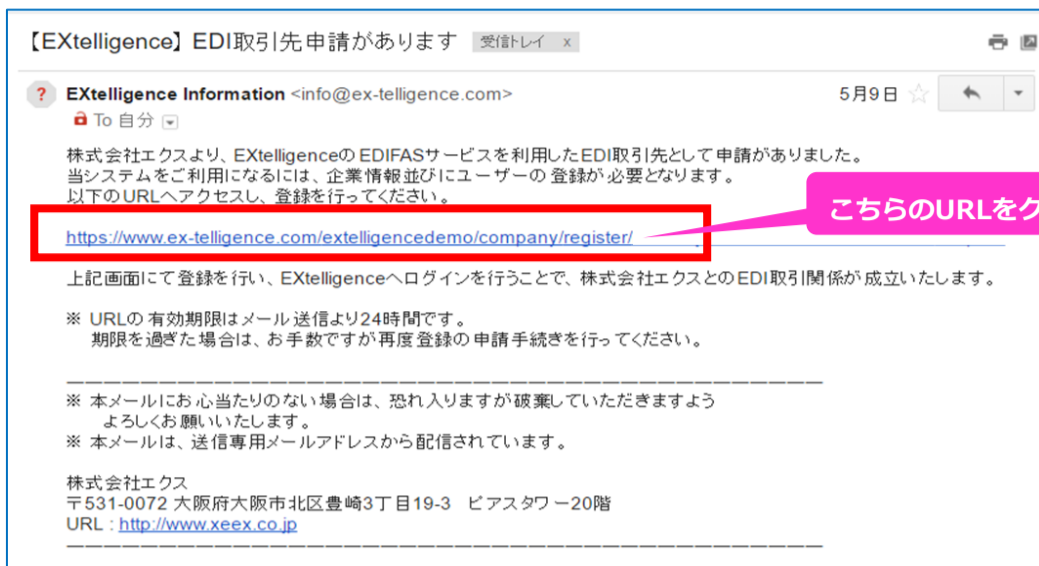 【EXtelligence】EDI取引先申請があります 受信トレイ x
EXtelligence Information <info@ex-telligence.com> 5月9日
To 自分
株式会社エクスより、EXtelligenceのEDIFASサービスを利用したEDI取引先として申請がありました。
当システムをご利用になるには、企業情報並びにユーザーの登録が必要となります。
以下のURLへアクセスし、登録を行ってください。
こちらのURLをク
https://www.ex-telligence.com/extelligencedemo/company/register/
上記画面にて登録を行い、EXtelligenceへログインを行うことで、株式会社エクスとのEDI取引関係が成立いたします。
※ URLの有効期限はメール送信より24時間です。
期限を過ぎた場合は、お手数ですが再度登録の申請手続きを行ってください。
※ 本メールにお心当たりのない場合は、恐れ入りますが破棄していただきますよう
よろしくお願いいたします。
※ 本メールは、送信専用メールアドレスから配信されています。
株式会社エクス
〒531-0072 大阪府大阪市北区豊崎3丁目19-3 ピアスタワー20階
URL : http://www.xeex.co.jp